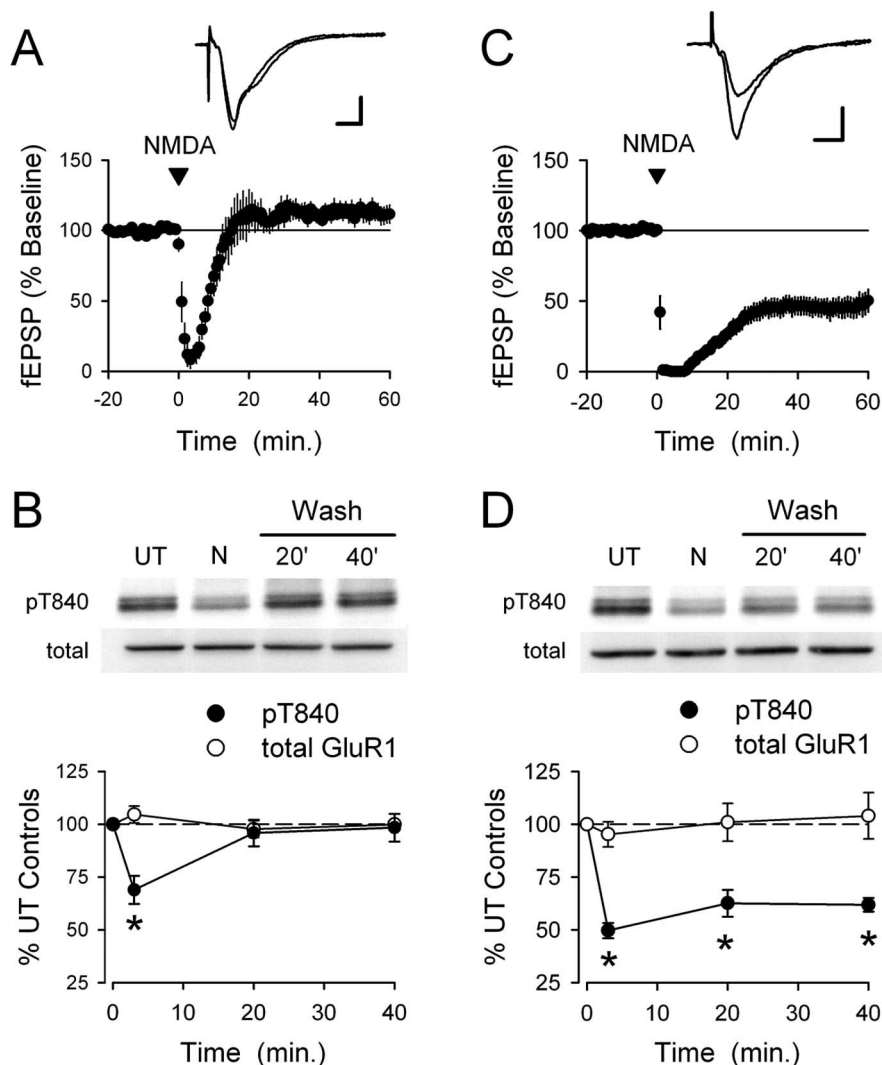 A
NMDA
fEPSP (% Baseline)
150
100
50
0
-20 0 20 40 60
Time (min.)
C
NMDA
fEPSP (% Baseline)
150
100
50
0
-20 0 20 40 60
Time (min.)
B
Wash
UT N 20' 40'
pT840
total
pT840
total GluR1
% UT Controls
125
100
75
50
25
*
0 10 20 30 40
Time (min.)
D
Wash
UT N 20' 40'
pT840
total
pT840
total GluR1
% UT Controls
125
100
75
50
25
* * *
0 10 20 30 40
Time (min.)